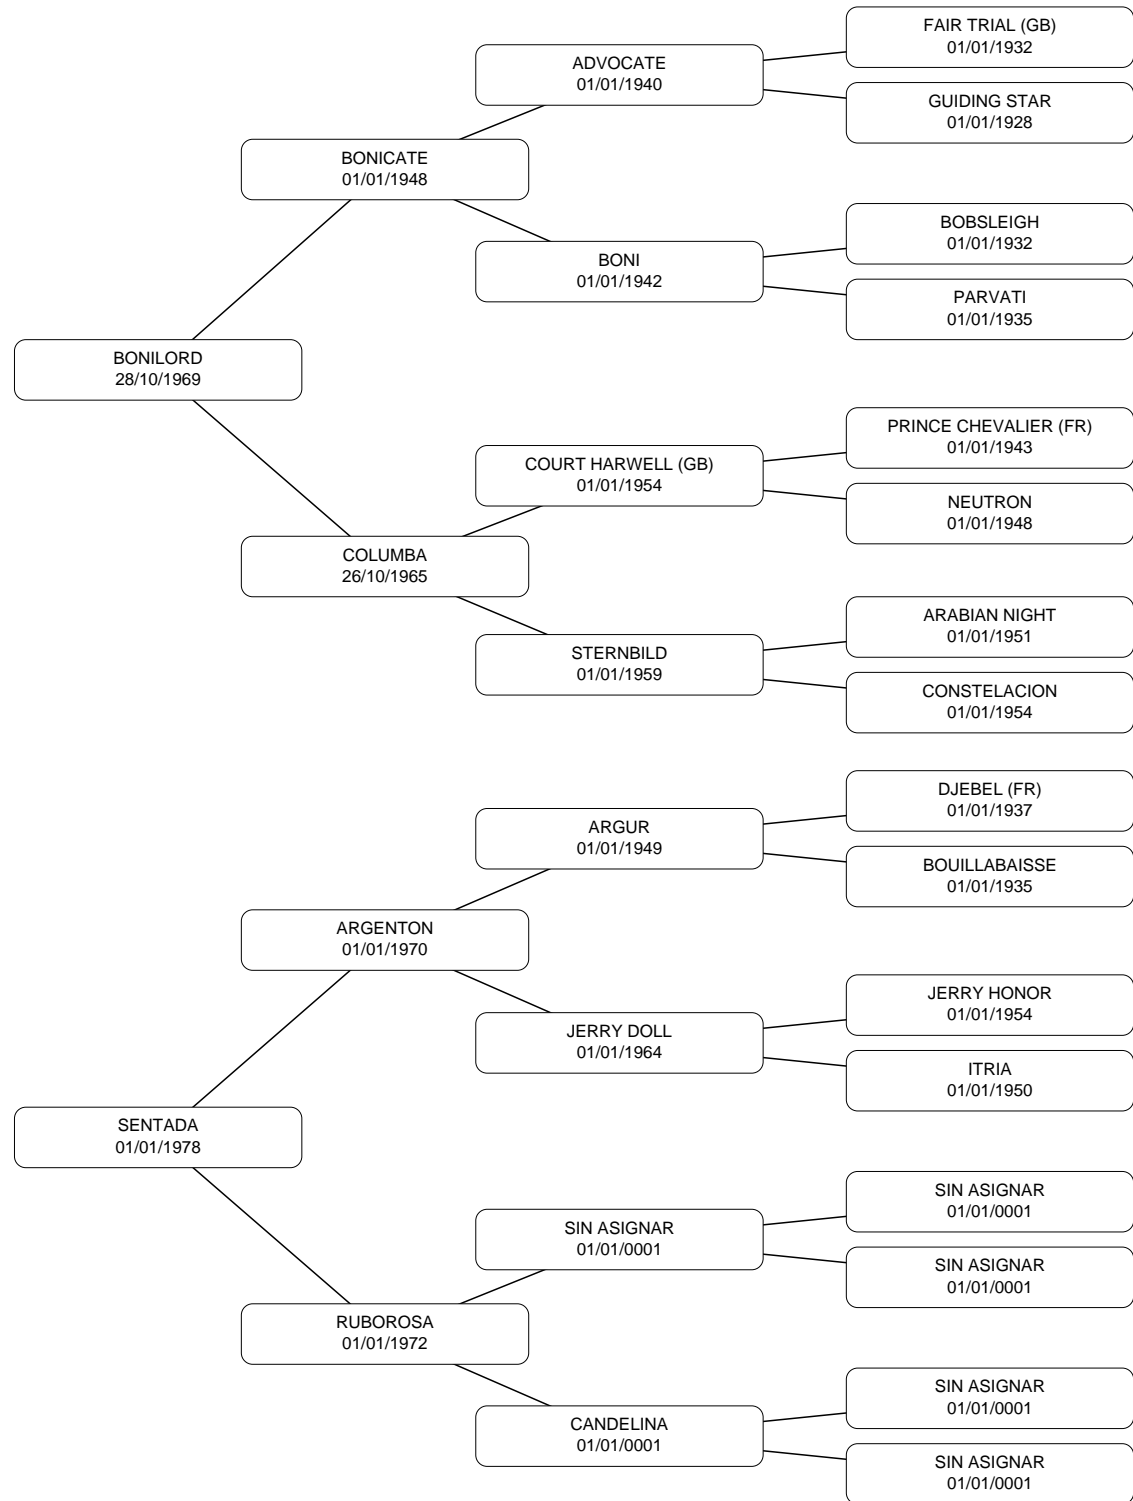 FAIR TRIAL (GB)
01/01/1932
ADVOCATE
01/01/1940
GUIDING STAR
01/01/1928
BONICATE
01/01/1948
BOBSLEIGH
01/01/1932
BONI
01/01/1942
PARVATI
01/01/1935
BONILORD
28/10/1969
PRINCE CHEVALIER (FR)
01/01/1943
COURT HARWELL (GB)
01/01/1954
NEUTRON
01/01/1948
COLUMBA
26/10/1965
ARABIAN NIGHT
01/01/1951
STERNBILD
01/01/1959
CONSTELACION
01/01/1954
DJEBEL (FR)
01/01/1937
ARGUR
01/01/1949
BOUILLABAISSE
01/01/1935
ARGENTON
01/01/1970
JERRY HONOR
01/01/1954
JERRY DOLL
01/01/1964
ITRIA
01/01/1950
SENTADA
01/01/1978
SIN ASIGNAR
01/01/0001
SIN ASIGNAR
01/01/0001
SIN ASIGNAR
01/01/0001
RUBOROSA
01/01/1972
SIN ASIGNAR
01/01/0001
CANDELINA
01/01/0001
SIN ASIGNAR
01/01/0001